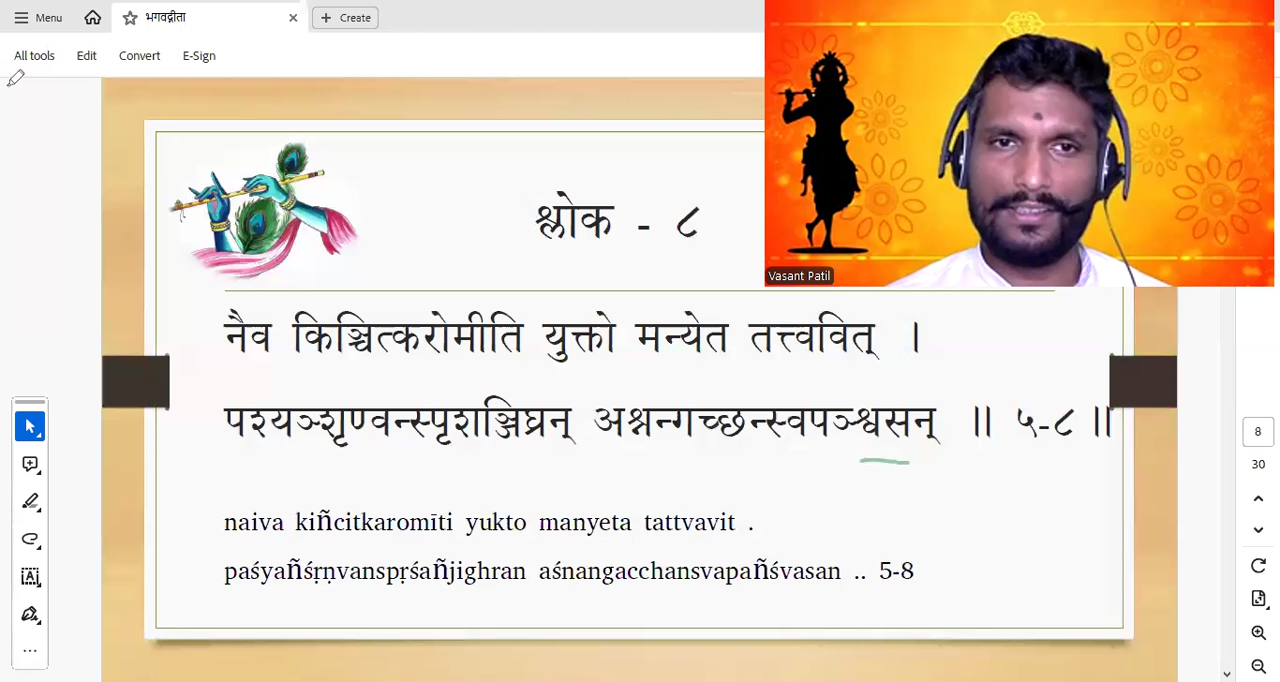 Menu
भगवद्गीता
Create
All tools Edit Convert E-Sign
Vasant Patil
श्लोक - ८
नैव किञ्चित्करोमीति युक्तो मन्येत तत्त्ववित् ।
पश्यञ्शृण्वन्स्पृशञ्जिघ्रन् अश्नन्गच्छन्स्वपञ्श्वसन् ॥ ५-८ ॥
naiva kiñcitkaromīti yukto manyeta tattvavit .
paśyañśṛṇvanspṛśañjighran aśnangacchansvapañśvasan .. 5-8
8
30